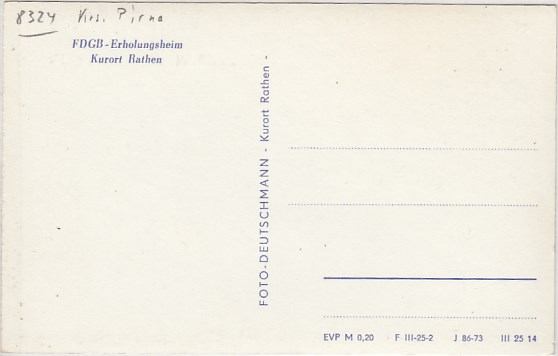 8324 Krs. Pirna
FDGB-Erholungsheim
Kurort Rathen
FOTO-DEUTSCHMANN - Kurort Rathen -
EVP M 0,20 F III-25-2 J 86-73 III 25 14